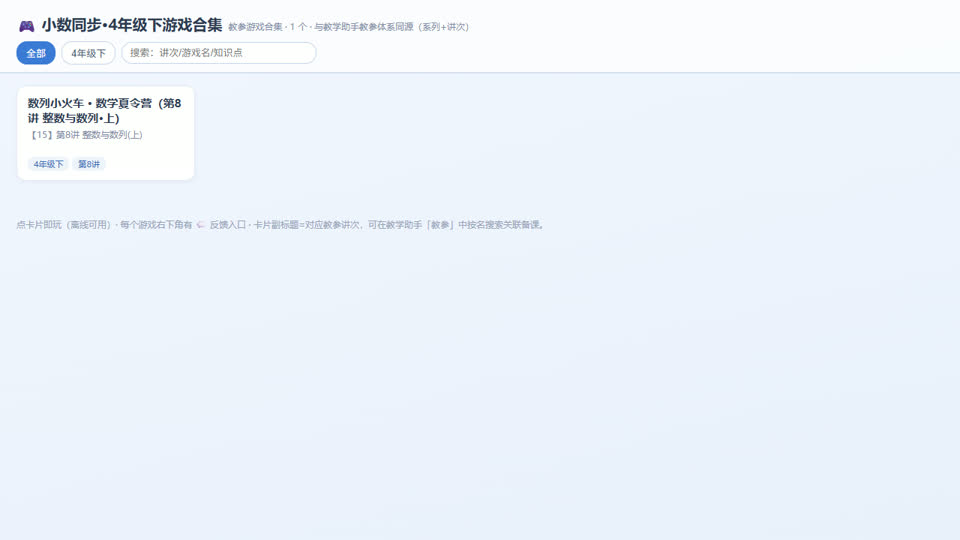 小数同步•4年级下游戏合集 教参游戏合集 · 1 个 · 与教学助手教参体系同源（系列+讲次）
全部 4年级下 搜索：讲次/游戏名/知识点
数列小火车 • 数学夏令营（第8
讲 整数与数列•上）
【15】第8讲 整数与数列(上)
4年级下 第8讲
点卡片即玩（离线可用）· 每个游戏右下角有 反馈入口 · 卡片副标题=对应教参讲次，可在教学助手「教参」中按名搜索关联备课。